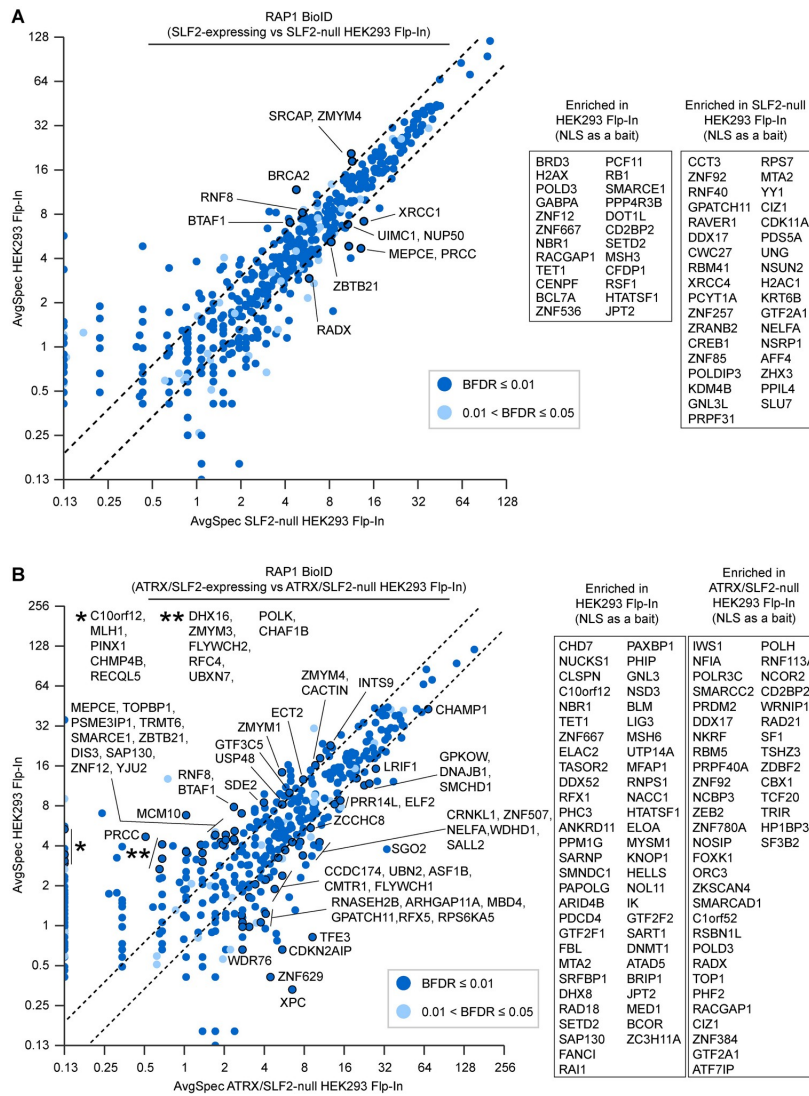 A
RAP1 BioID
(SLF2-expressing vs SLF2-null HEK293 Flp-In)
128
64
32
16
8
4
2
1
0.5
0.25
0.13
AvgSpec HEK293 Flp-In
SRCAP, ZMYM4
BRCA2
RNF8
BTAF1
XRCC1
UIMC1, NUP50
MEPCE, PRCC
ZBTB21
RADX
BFDR ≤ 0.01
0.01 < BFDR ≤ 0.05
0.13 0.25 0.5 1 2 4 8 16 32 64 128
AvgSpec SLF2-null HEK293 Flp-In
Enriched in
HEK293 Flp-In
(NLS as a bait)
BRD3 PCF11
H2AX RB1
POLD3 SMARCE1
GABPA PPP4R3B
ZNF12 DOT1L
ZNF667 CD2BP2
NBR1 SETD2
RACGAP1 MSH3
TET1 CFDP1
CENPF RSF1
BCL7A HTATSF1
ZNF536 JPT2
Enriched in SLF2-null
HEK293 Flp-In
(NLS as a bait)
CCT3 RPS7
ZNF92 MTA2
RNF40 YY1
GPATCH11 CIZ1
RAVER1 CDK11A
DDX17 PDS5A
CWC27 UNG
RBM41 NSUN2
XRCC4 H2AC1
PCYT1A KRT6B
ZNF257 GTF2A1
ZRANB2 NELFA
CREB1 NSRP1
ZNF85 AFF4
POLDIP3 ZHX3
KDM4B PPIL4
GNL3L SLU7
PRPF31
B
RAP1 BioID
(ATRX/SLF2-expressing vs ATRX/SLF2-null HEK293 Flp-In)
256
128
64
32
16
8
4
2
1
0.5
0.25
0.13
AvgSpec HEK293 Flp-In
* C10orf12,
MLH1,
PINX1
CHMP4B,
RECQL5
** DHX16,
ZMYM3,
FLYWCH2,
RFC4,
UBXN7,
POLK,
CHAF1B
MEPCE, TOPBP1,
PSME3IP1, TRMT6,
SMARCE1, ZBTB21,
DIS3, SAP130,
ZNF12, YJU2
ZMYM4,
CACTIN
INTS9
ECT2
ZMYM1
GTF3C5
USP48
CHAMP1
RNF8,
BTAF1
SDE2
LRIF1
GPKOW,
DNAJB1,
SMCHD1
MCM10
PRR14L, ELF2
ZCCHC8
PRCC
*
**
CRNKL1, ZNF507,
NELFA,WDHD1,
SALL2
SGO2
CCDC174, UBN2, ASF1B,
CMTR1, FLYWCH1
RNASEH2B, ARHGAP11A, MBD4,
GPATCH11,RFX5, RPS6KA5
TFE3
CDKN2AIP
WDR76
ZNF629
XPC
BFDR ≤ 0.01
0.01 < BFDR ≤ 0.05
0.13 0.25 0.5 1 2 4 8 16 32 64 128 256
AvgSpec ATRX/SLF2-null HEK293 Flp-In
Enriched in
HEK293 Flp-In
(NLS as a bait)
CHD7 PAXBP1
NUCKS1 PHIP
CLSPN GNL3
C10orf12 NSD3
NBR1 BLM
TET1 LIG3
ZNF667 MSH6
ELAC2 UTP14A
TASOR2 MFAP1
DDX52 RNPS1
RFX1 NACC1
PHC3 HTATSF1
ANKRD11 ELOA
PPM1G MYSM1
SARNP KNOP1
SMNDC1 HELLS
PAPOLG NOL11
ARID4B IK
PDCD4 GTF2F2
GTF2F1 SART1
FBL DNMT1
MTA2 ATAD5
SRFBP1 BRIP1
DHX8 JPT2
RAD18 MED1
SETD2 BCOR
SAP130 ZC3H11A
FANCI
RAI1
Enriched in
ATRX/SLF2-null
HEK293 Flp-In
(NLS as a bait)
IWS1 POLH
NFIA RNF113A
POLR3C NCOR2
SMARCC2 CD2BP2
PRDM2 WRNIP1
DDX17 RAD21
NKRF SF1
RBM5 TSHZ3
PRPF40A ZDBF2
ZNF92 CBX1
NCBP3 TCF20
ZEB2 TRIR
ZNF780A HP1BP3
NOSIP SF3B2
FOXK1
ORC3
ZKSCAN4
SMARCAD1
C1orf52
RSBN1L
POLD3
RADX
TOP1
PHF2
RACGAP1
CIZ1
ZNF384
GTF2A1
ATF7IP